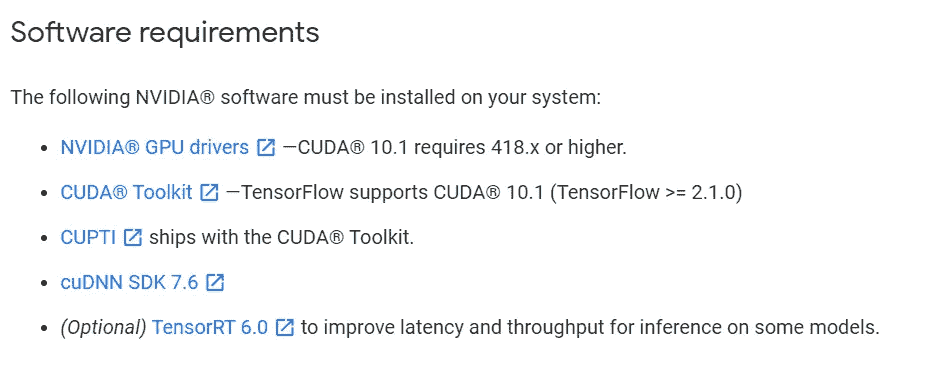 Software requirements
The following NVIDIA® software must be installed on your system:
• NVIDIA® GPU drivers —CUDA® 10.1 requires 418.x or higher.
• CUDA® Toolkit —TensorFlow supports CUDA® 10.1 (TensorFlow >= 2.1.0)
• CUPTI ships with the CUDA® Toolkit.
• cuDNN SDK 7.6
• (Optional) TensorRT 6.0 to improve latency and throughput for inference on some models.